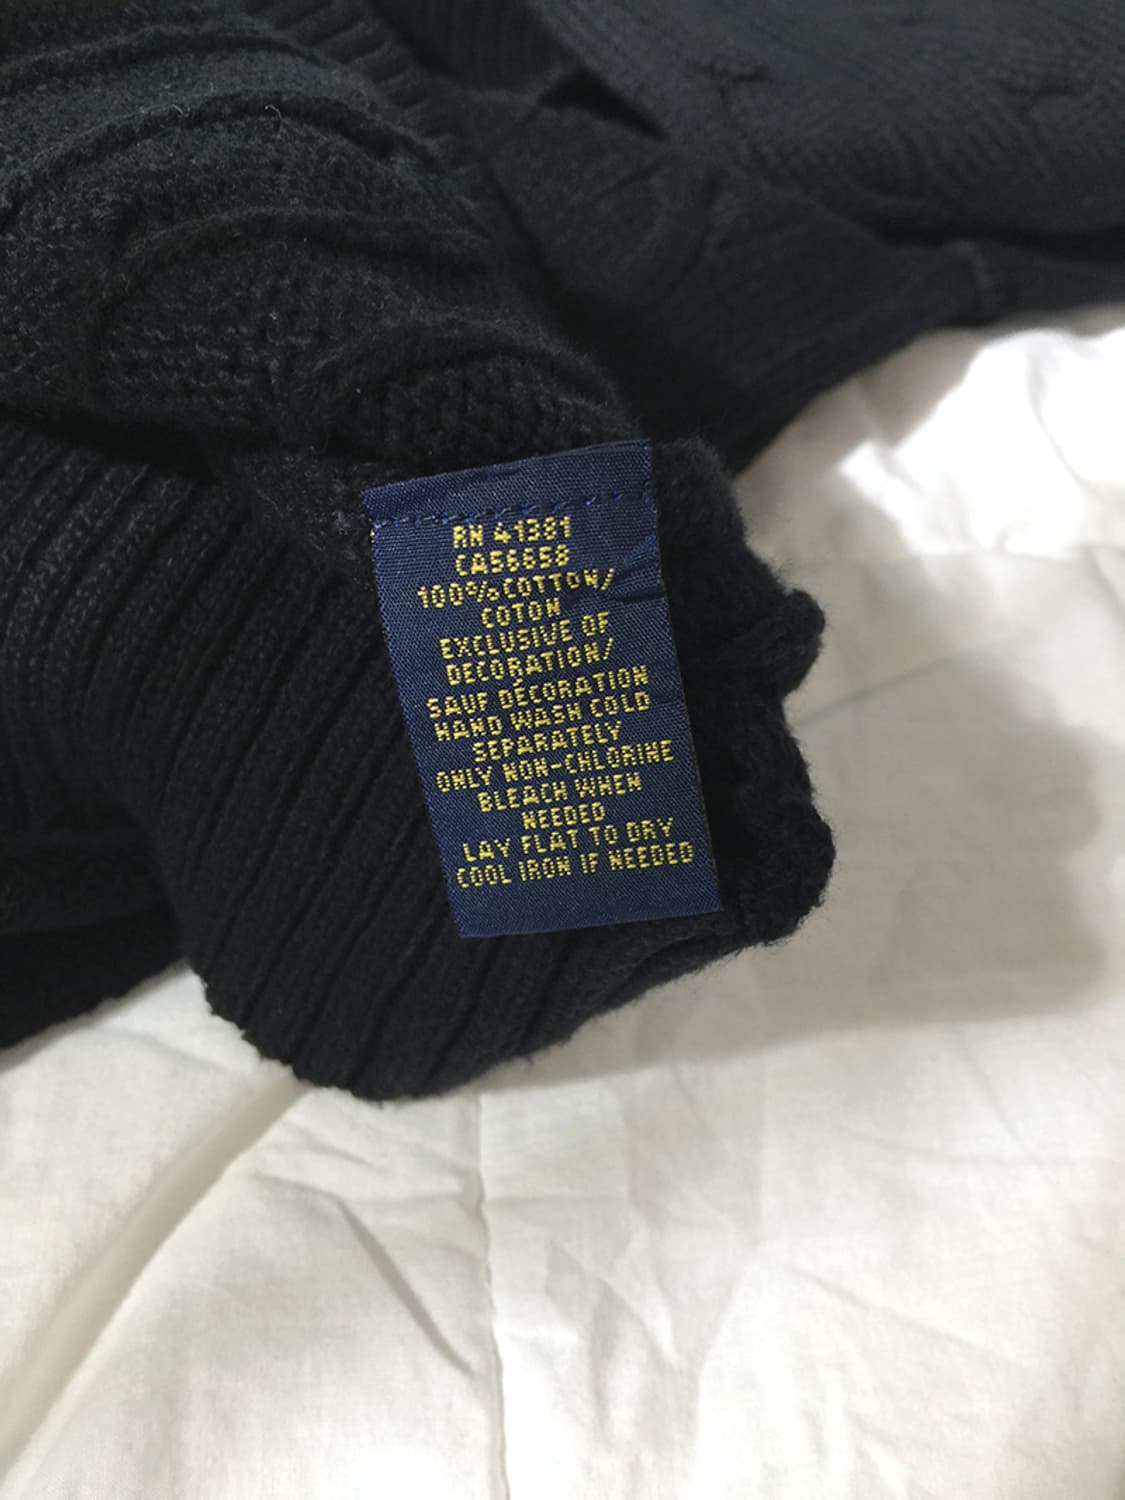 RN 41381
CA56658
100%COTTON/
COTON
EXCLUSIVE OF
DECORATION/
SAUF DÉCORATION
HAND WASH COLD
SEPARATELY
ONLY NON-CHLORINE
BLEACH WHEN
NEEDED
LAY FLAT TO DRY
COOL IRON IF NEEDED